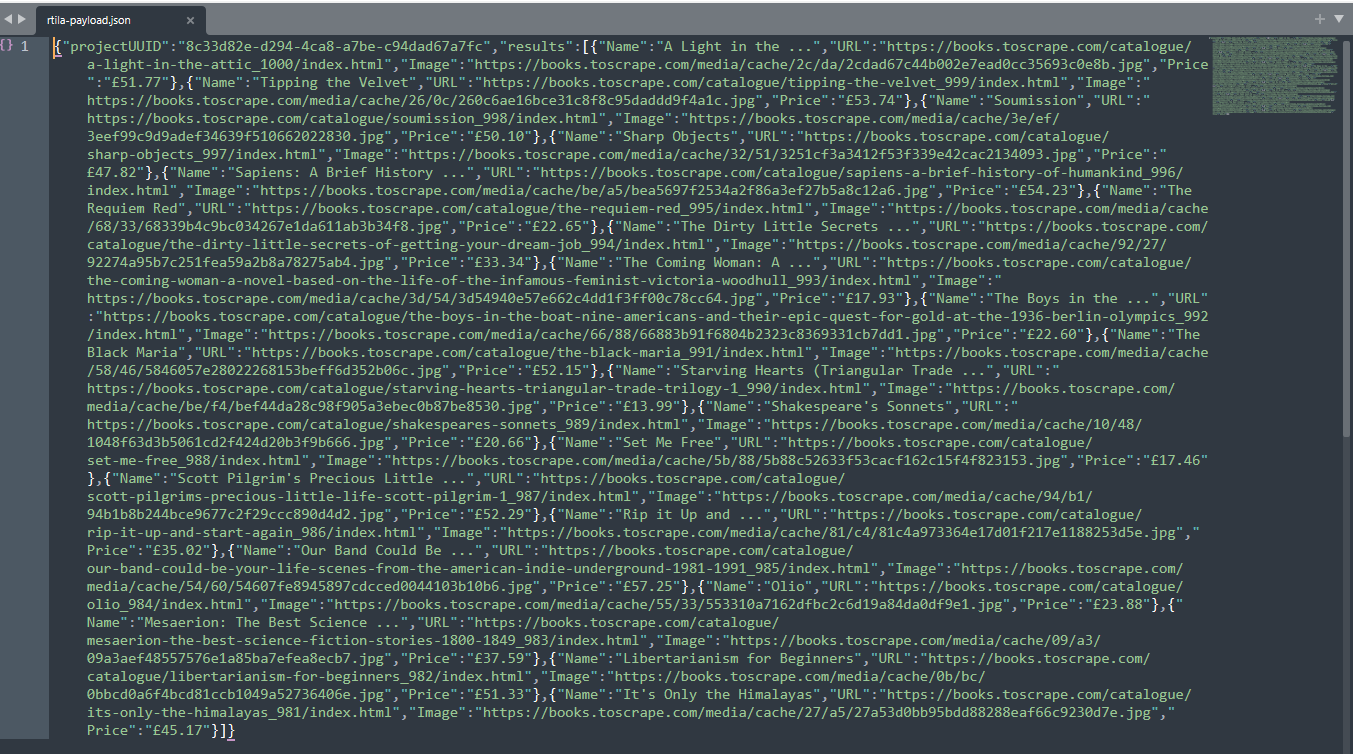 rtila-payload.json
{} 1 {"projectUUID":"8c33d82e-d294-4ca8-a7be-c94dad67a7fc","results":[{"Name":"A Light in the ...","URL":"https://books.toscrape.com/catalogue/
a-light-in-the-attic_1000/index.html","Image":"https://books.toscrape.com/media/cache/2c/da/2cdad67c44b002e7ead0cc35693c0e8b.jpg","Price
":"£51.77"},{"Name":"Tipping the Velvet","URL":"https://books.toscrape.com/catalogue/tipping-the-velvet_999/index.html","Image":"
https://books.toscrape.com/media/cache/26/0c/260c6ae16bce31c8f8c95daddd9f4a1c.jpg","Price":"£53.74"},{"Name":"Soumission","URL":"
https://books.toscrape.com/catalogue/soumission_998/index.html","Image":"https://books.toscrape.com/media/cache/3e/ef/
3eef99c9d9adef34639f510662022830.jpg","Price":"£50.10"},{"Name":"Sharp Objects","URL":"https://books.toscrape.com/catalogue/
sharp-objects_997/index.html","Image":"https://books.toscrape.com/media/cache/32/51/3251cf3a3412f53f339e42cac2134093.jpg","Price":"
£47.82"},{"Name":"Sapiens: A Brief History ...","URL":"https://books.toscrape.com/catalogue/sapiens-a-brief-history-of-humankind_996/
index.html","Image":"https://books.toscrape.com/media/cache/be/a5/bea5697f2534a2f86a3ef27b5a8c12a6.jpg","Price":"£54.23"},{"Name":"The
Requiem Red","URL":"https://books.toscrape.com/catalogue/the-requiem-red_995/index.html","Image":"https://books.toscrape.com/media/cache
/68/33/68339b4c9bc034267e1da611ab3b34f8.jpg","Price":"£22.65"},{"Name":"The Dirty Little Secrets ...","URL":"https://books.toscrape.com/
catalogue/the-dirty-little-secrets-of-getting-your-dream-job_994/index.html","Image":"https://books.toscrape.com/media/cache/92/27/
92274a95b7c251fea59a2b8a78275ab4.jpg","Price":"£33.34"},{"Name":"The Coming Woman: A ...","URL":"https://books.toscrape.com/catalogue/
the-coming-woman-a-novel-based-on-the-life-of-the-infamous-feminist-victoria-woodhull_993/index.html","Image":"
https://books.toscrape.com/media/cache/3d/54/3d54940e57e662c4dd1f3ff00c78cc64.jpg","Price":"£17.93"},{"Name":"The Boys in the ...","URL"
:"https://books.toscrape.com/catalogue/the-boys-in-the-boat-nine-americans-and-their-epic-quest-for-gold-at-the-1936-berlin-olympics_992
/index.html","Image":"https://books.toscrape.com/media/cache/66/88/66883b91f6804b2323c8369331cb7dd1.jpg","Price":"£22.60"},{"Name":"The
Black Maria","URL":"https://books.toscrape.com/catalogue/the-black-maria_991/index.html","Image":"https://books.toscrape.com/media/cache
/58/46/5846057e28022268153beff6d352b06c.jpg","Price":"£52.15"},{"Name":"Starving Hearts (Triangular Trade ...","URL":"
https://books.toscrape.com/catalogue/starving-hearts-triangular-trade-trilogy-1_990/index.html","Image":"https://books.toscrape.com/
media/cache/be/f4/bef44da28c98f905a3ebec0b87be8530.jpg","Price":"£13.99"},{"Name":"Shakespeare's Sonnets","URL":"
https://books.toscrape.com/catalogue/shakespeares-sonnets_989/index.html","Image":"https://books.toscrape.com/media/cache/10/48/
1048f63d3b5061cd2f424d20b3f9b666.jpg","Price":"£20.66"},{"Name":"Set Me Free","URL":"https://books.toscrape.com/catalogue/
set-me-free_988/index.html","Image":"https://books.toscrape.com/media/cache/5b/88/5b88c52633f53cacf162c15f4f823153.jpg","Price":"£17.46"
},{"Name":"Scott Pilgrim's Precious Little ...","URL":"https://books.toscrape.com/catalogue/
scott-pilgrims-precious-little-life-scott-pilgrim-1_987/index.html","Image":"https://books.toscrape.com/media/cache/94/b1/
94b1b8b244bce9677c2f29ccc890d4d2.jpg","Price":"£52.29"},{"Name":"Rip it Up and ...","URL":"https://books.toscrape.com/catalogue/
rip-it-up-and-start-again_986/index.html","Image":"https://books.toscrape.com/media/cache/81/c4/81c4a973364e17d01f217e1188253d5e.jpg","
Price":"£35.02"},{"Name":"Our Band Could Be ...","URL":"https://books.toscrape.com/catalogue/
our-band-could-be-your-life-scenes-from-the-american-indie-underground-1981-1991_985/index.html","Image":"https://books.toscrape.com/
media/cache/54/60/54607fe8945897cdcced0044103b10b6.jpg","Price":"£57.25"},{"Name":"Olio","URL":"https://books.toscrape.com/catalogue/
olio_984/index.html","Image":"https://books.toscrape.com/media/cache/55/33/553310a7162dfbc2c6d19a84da0df9e1.jpg","Price":"£23.88"},{"
Name":"Mesaerion: The Best Science ...","URL":"https://books.toscrape.com/catalogue/
mesaerion-the-best-science-fiction-stories-1800-1849_983/index.html","Image":"https://books.toscrape.com/media/cache/09/a3/
09a3aef48557576e1a85ba7efea8ecb7.jpg","Price":"£37.59"},{"Name":"Libertarianism for Beginners","URL":"https://books.toscrape.com/
catalogue/libertarianism-for-beginners_982/index.html","Image":"https://books.toscrape.com/media/cache/0b/bc/
0bbcd0a6f4bcd81ccb1049a52736406e.jpg","Price":"£51.33"},{"Name":"It's Only the Himalayas","URL":"https://books.toscrape.com/catalogue/
its-only-the-himalayas_981/index.html","Image":"https://books.toscrape.com/media/cache/27/a5/27a53d0bb95bdd88288eaf66c9230d7e.jpg","
Price":"£45.17"}]}